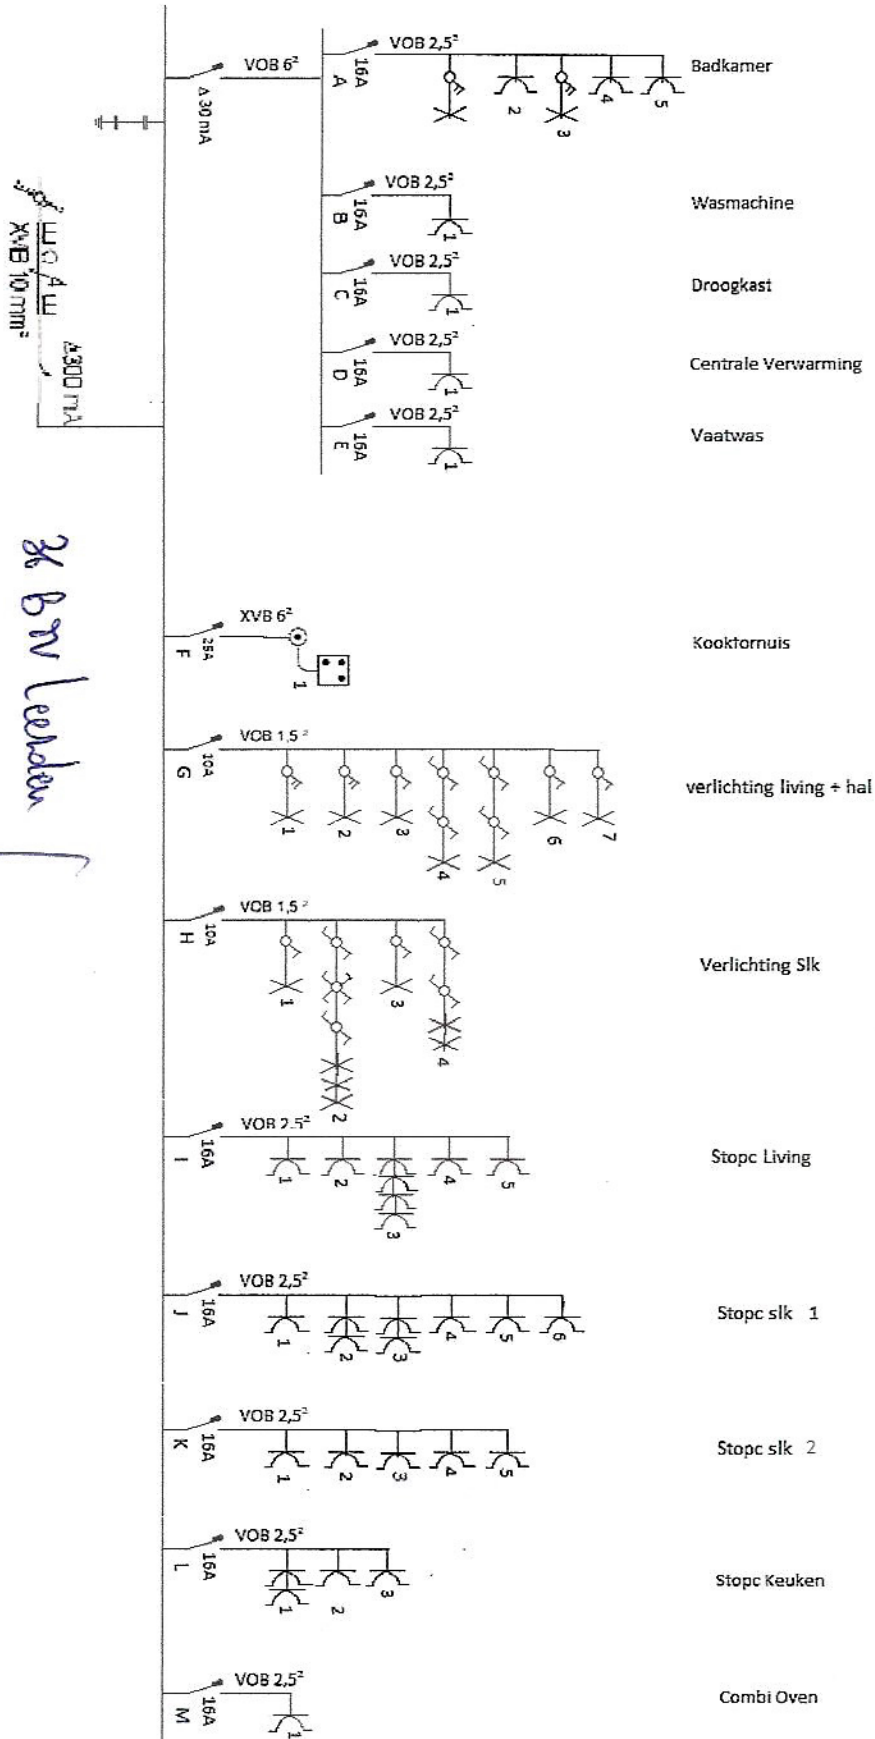 VOB 6²
Δ 30 mA
VOB 2,5²
16A
A
2
3
4
5
Badkamer
VOB 2,5²
16A
B
1
Wasmachine
VOB 2,5²
16A
C
1
Droogkast
VOB 2,5²
16A
D
1
Centrale Verwarming
VOB 2,5²
16A
E
1
Vaatwas
XVB 10mm²
Δ300 mA
XVB 6²
25A
F
1
Kookfornuis
VOB 1,5²
10A
G
1
2
3
4
5
6
7
verlichting living + hal
VOB 1,5²
10A
H
1
2
3
4
Verlichting Slk
VOB 2,5²
16A
I
1
2
3
4
5
Stopc Living
VOB 2,5²
16A
J
1
2
3
4
5
6
Stopc slk 1
VOB 2,5²
16A
K
1
2
3
4
5
Stopc slk 2
VOB 2,5²
16A
L
1
2
3
Stopc Keuken
VOB 2,5²
16A
M
1
Combi Oven